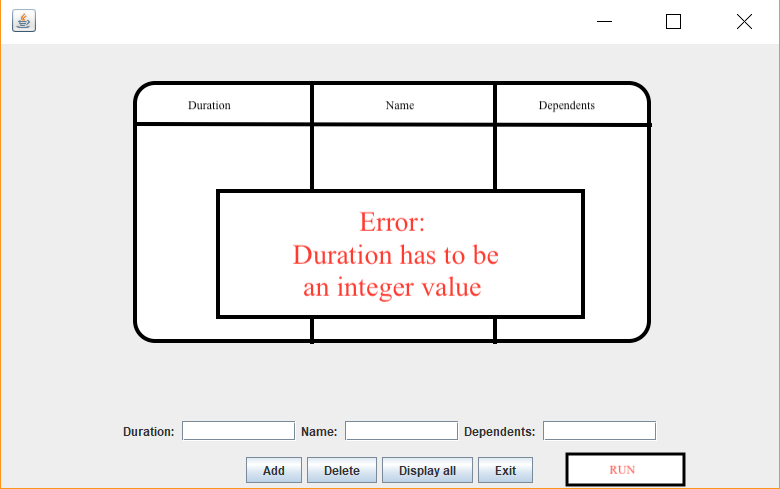 Duration Name Dependents
Error:
Duration has to be
an integer value
Duration: Name: Dependents:
Add Delete Display all Exit RUN